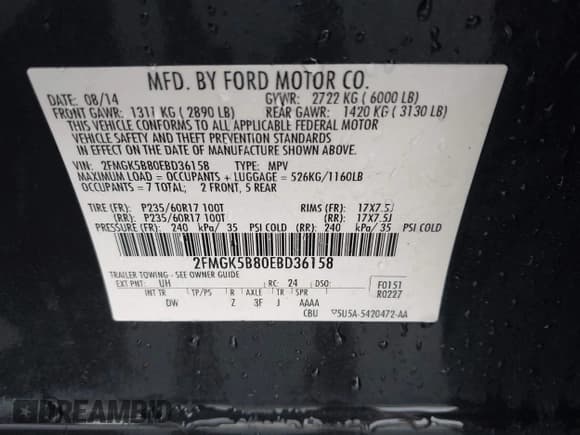 MFD. BY FORD MOTOR CO.
DATE: 08/14 GVWR: 2722 KG ( 6000 LB)
FRONT GAWR: 1311 KG ( 2890 LB) REAR GAWR: 1420 KG ( 3130 LB)
THIS VEHICLE CONFORMS TO ALL APPLICABLE FEDERAL MOTOR
VEHICLE SAFETY AND THEFT PREVENTION STANDARDS
IN EFFECT ON THE DATE OF MANUFACTURE SHOWN ABOVE.
VIN: 2FMGK5B80EBD36158 TYPE: MPV
MAXIMUM LOAD = OCCUPANTS + LUGGAGE = 526KG/1160LB
OCCUPANTS = 7 TOTAL; 2 FRONT, 5 REAR
TIRE (FR): P235/60R17 100T RIMS (FR): 17X7.5J
(RR): P235/60R17 100T (RR): 17X7.5J
PRESSURE (FR): 240 kPa/ 35 PSI COLD (RR): 240 kPa/ 35 PSI COLD
2FMGK5B80EBD36158
TRAILER TOWING - SEE OWNER GUIDE
EXT PNT: UH RC: 24 DSO: F0151
R0227
INT TR TP/PS R AXLE TR SPR
DW Z 3F J AAAA
CBU 5U5A-5420472-AA
DREAMBID